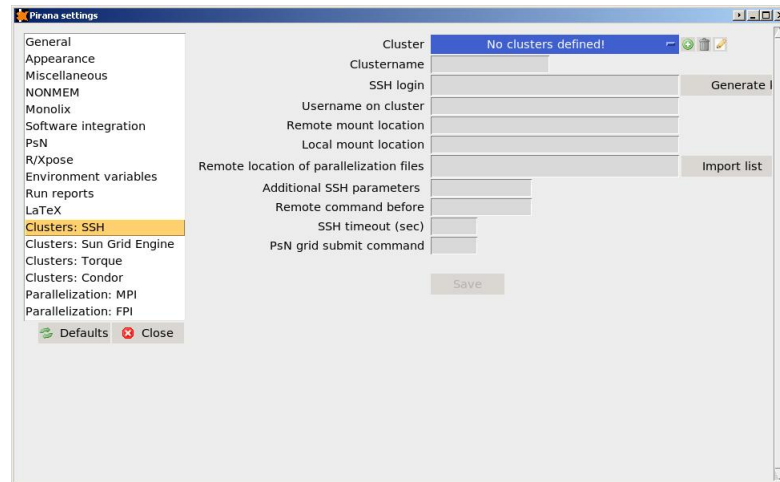 Pirana settings
General
Appearance
Miscellaneous
NONMEM
Monolix
Software integration
PsN
R/Xpose
Environment variables
Run reports
LaTeX
Clusters: SSH
Clusters: Sun Grid Engine
Clusters: Torque
Clusters: Condor
Parallelization: MPI
Parallelization: FPI
Defaults Close
Cluster No clusters defined!
Clustername
SSH login Generate
Username on cluster
Remote mount location
Local mount location
Remote location of parallelization files Import list
Additional SSH parameters
Remote command before
SSH timeout (sec)
PsN grid submit command
Save